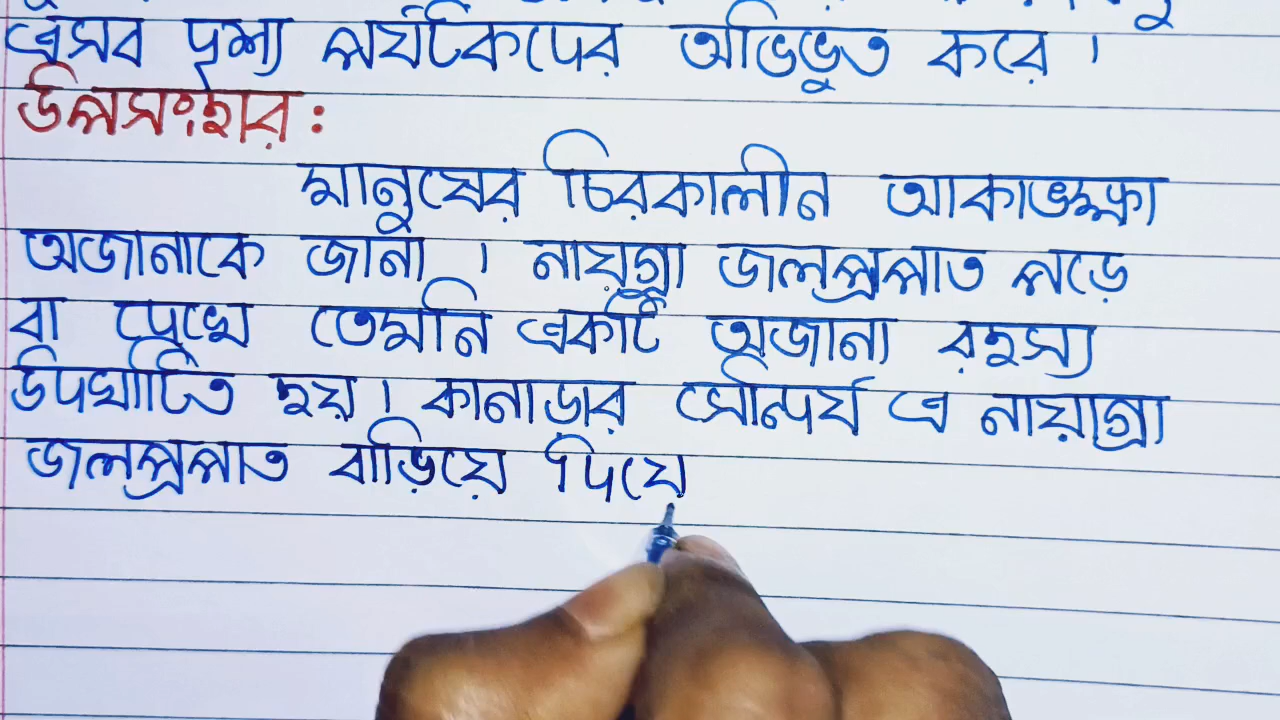 এসব দৃশ্য পর্যটকদের অভিভূত করে ।
উপসংহার :
মানুষের চিরকালীন আকাঙ্ক্ষা
অজানাকে জানা । নায়গ্রা জলপ্রপাত পড়ে
বা দেখে তেমনি একটি অজানা রহস্য
উদঘাটিত হয় । কানাডার সৌন্দর্য এ নায়াগ্রা
জলপ্রপাত বাড়িয়ে দিযে